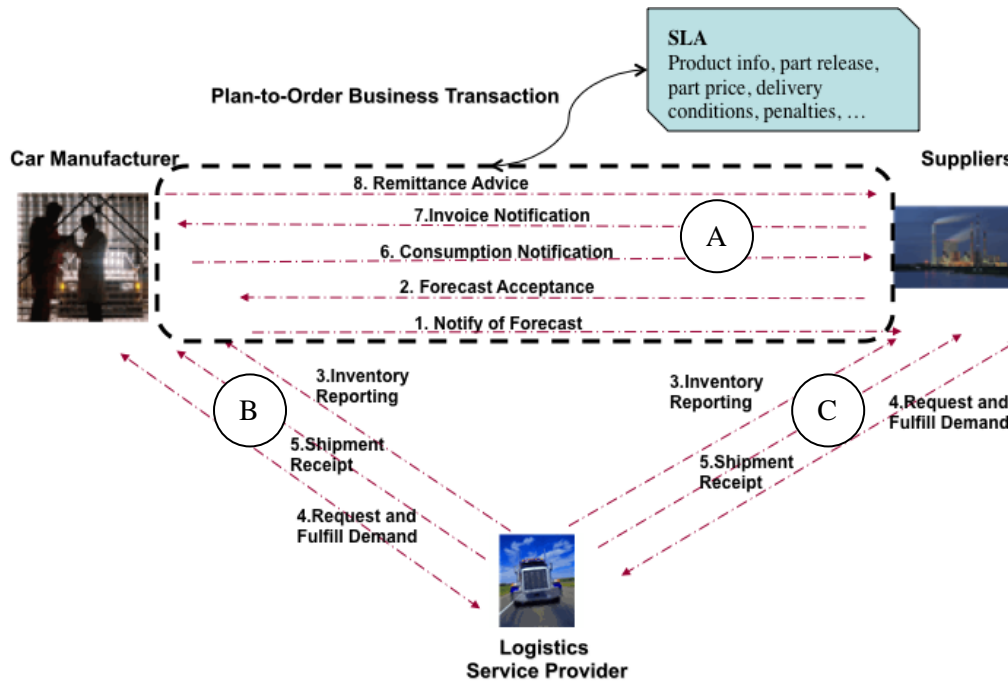 SLA
Product info, part release,
part price, delivery
conditions, penalties, …
Plan-to-Order Business Transaction
Car Manufacturer
Suppliers
8. Remittance Advice
7.Invoice Notification
A
6. Consumption Notification
2. Forecast Acceptance
1. Notify of Forecast
3.Inventory
Reporting
B
5.Shipment
Receipt
4.Request and
Fulfill Demand
3.Inventory
Reporting
C
4.Request and
Fulfill Demand
5.Shipment
Receipt
Logistics
Service Provider